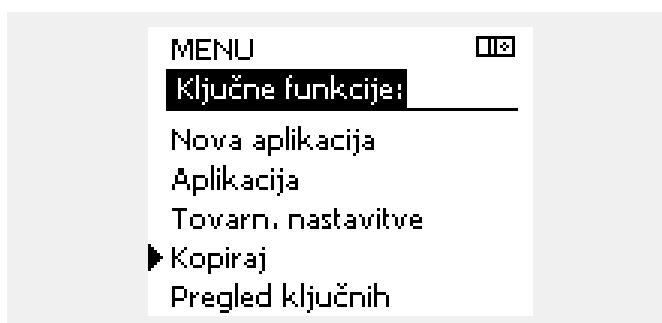 MENU
Ključne funkcije:
Nova aplikacija
Aplikacija
Tovarn. nastavitve
Kopiraj
Pregled ključnih